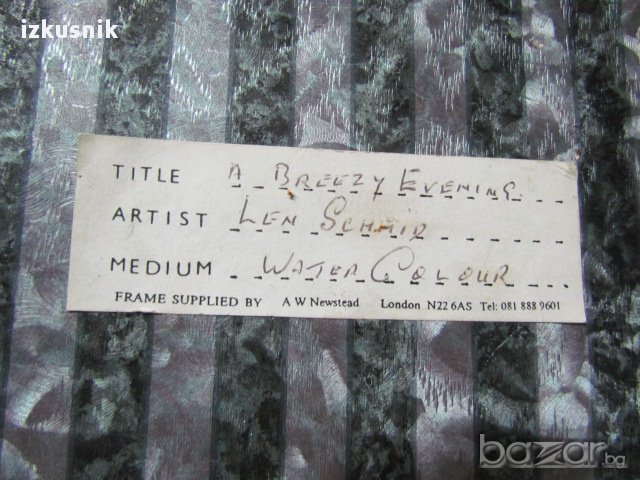 izkusnik
TITLE A BREEZY EVENING
ARTIST LEN SCHMID
MEDIUM WATER COLOUR
FRAME SUPPLIED BY A W Newstead London N22 6AS Tel: 081 888 9601
bazar.bg